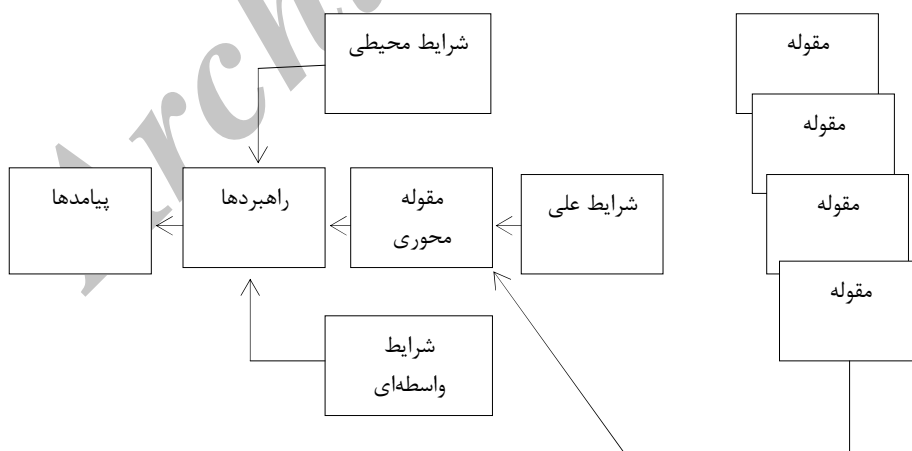 شرایط محیطی
مقوله
مقوله
مقوله
مقوله
شرایط علی
مقوله
محوری
راهبردها
پیامدها
شرایط
واسطه‌ای